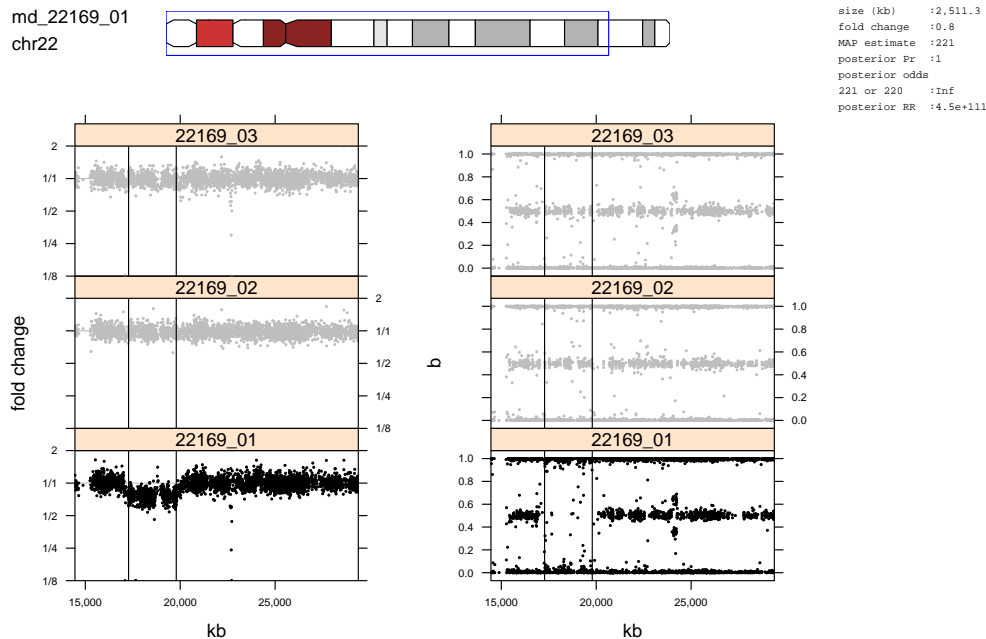 md_22169_01
chr22
size (kb) :2,511.3
fold change :0.8
MAP estimate :221
posterior Pr :1
posterior odds
221 or 220 :Inf
posterior RR :4.5e+111
22169_03
2
1/1
1/2
1/4
1/8
22169_02
2
1/1
1/2
1/4
1/8
22169_01
2
1/1
1/2
1/4
1/8
15,000 20,000 25,000
kb
fold change
22169_03
1.0
0.8
0.6
0.4
0.2
0.0
22169_02
1.0
0.8
0.6
0.4
0.2
0.0
22169_01
1.0
0.8
0.6
0.4
0.2
0.0
15,000 20,000 25,000
kb
b